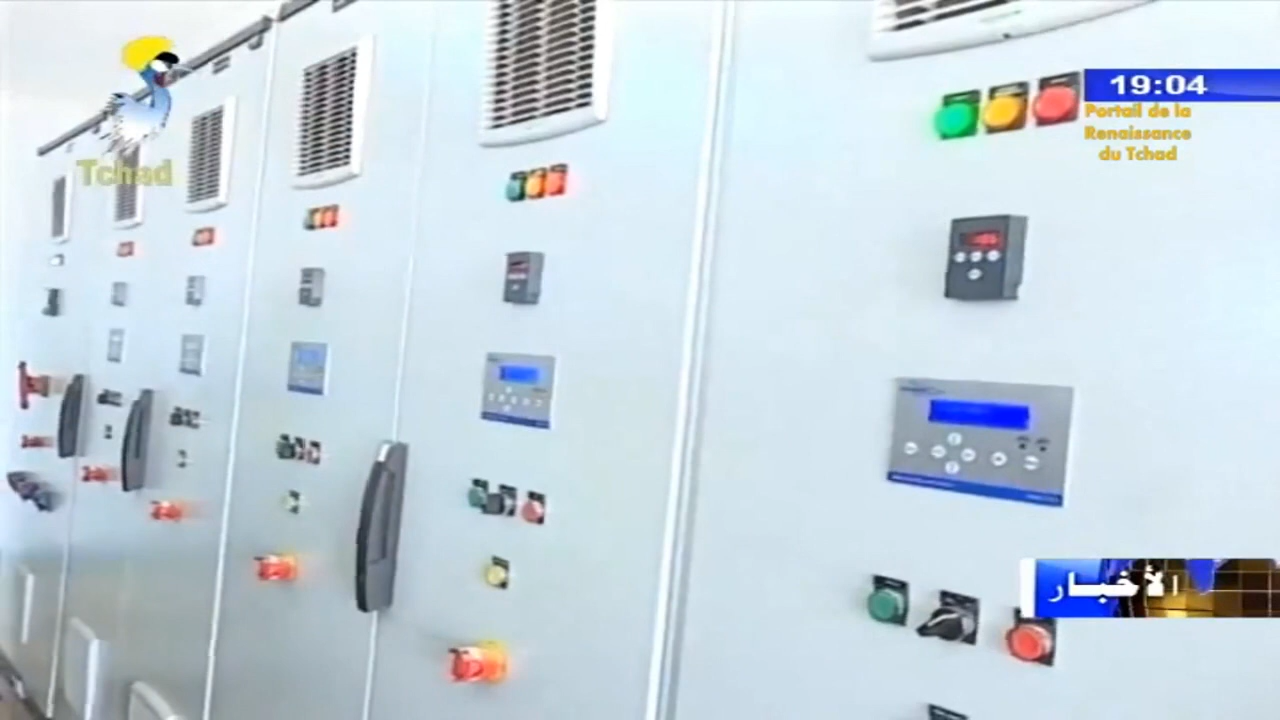 Tchad
19:04
Portail de la
Renaissance
du Tchad
الأخبار